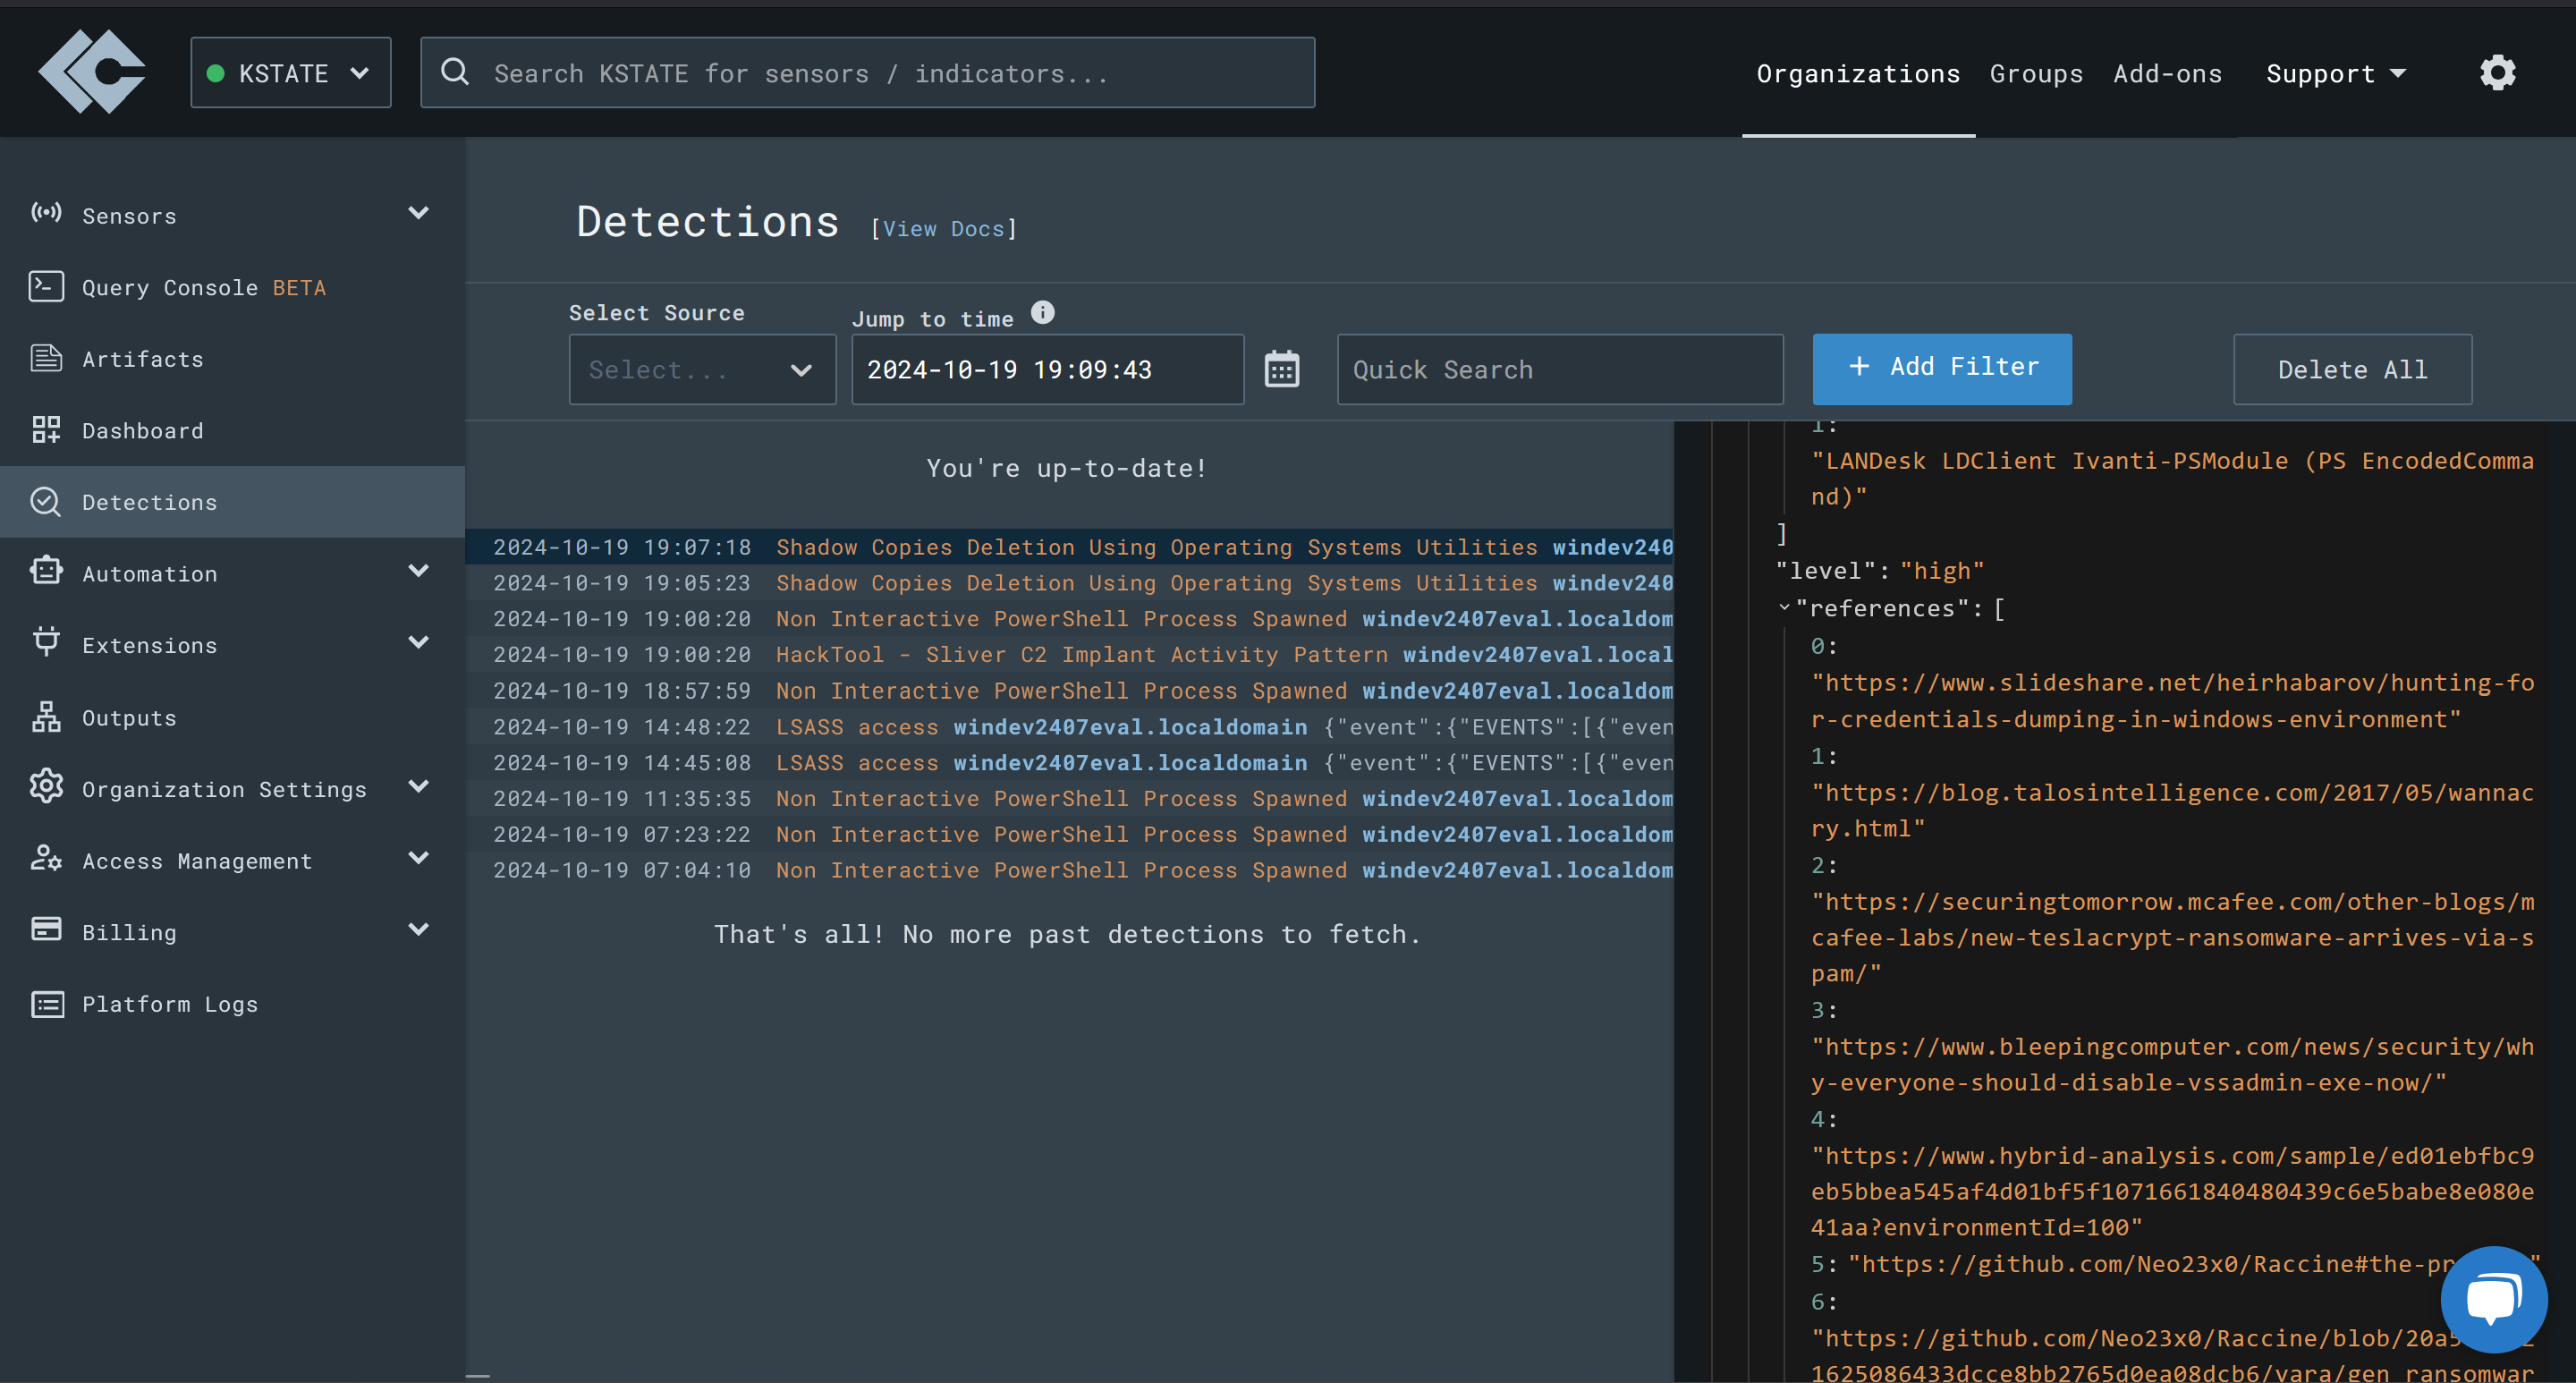 KSTATE
Search KSTATE for sensors / indicators...
Organizations
Groups
Add-ons
Support
Sensors
Query Console BETA
Artifacts
Dashboard
Detections
Automation
Extensions
Outputs
Organization Settings
Access Management
Billing
Platform Logs
Detections [View Docs]
Select Source
Select...
Jump to time
2024-10-19 19:09:43
Quick Search
+ Add Filter
Delete All
You're up-to-date!
2024-10-19 19:07:18 Shadow Copies Deletion Using Operating Systems Utilities windev240
2024-10-19 19:05:23 Shadow Copies Deletion Using Operating Systems Utilities windev240
2024-10-19 19:00:20 Non Interactive PowerShell Process Spawned windev2407eval.localdom
2024-10-19 19:00:20 HackTool - Sliver C2 Implant Activity Pattern windev2407eval.local
2024-10-19 18:57:59 Non Interactive PowerShell Process Spawned windev2407eval.localdom
2024-10-19 14:48:22 LSASS access windev2407eval.localdomain {"event":{"EVENTS":[{"even
2024-10-19 14:45:08 LSASS access windev2407eval.localdomain {"event":{"EVENTS":[{"even
2024-10-19 11:35:35 Non Interactive PowerShell Process Spawned windev2407eval.localdom
2024-10-19 07:23:22 Non Interactive PowerShell Process Spawned windev2407eval.localdom
2024-10-19 07:04:10 Non Interactive PowerShell Process Spawned windev2407eval.localdom
That's all! No more past detections to fetch.
1:
"LANDesk LDClient Ivanti-PSModule (PS EncodedComma
nd)"
]
"level": "high"
"references": [
0:
"https://www.slideshare.net/heirhabarov/hunting-fo
r-credentials-dumping-in-windows-environment"
1:
"https://blog.talosintelligence.com/2017/05/wannac
ry.html"
2:
"https://securingtomorrow.mcafee.com/other-blogs/m
cafee-labs/new-teslacrypt-ransomware-arrives-via-s
pam/"
3:
"https://www.bleepingcomputer.com/news/security/wh
y-everyone-should-disable-vssadmin-exe-now/"
4:
"https://www.hybrid-analysis.com/sample/ed01ebfbc9
eb5bbea545af4d01bf5f1071661840480439c6e5babe8e080e
41aa?environmentId=100"
5: "https://github.com/Neo23x0/Raccine#the-pr
6:
"https://github.com/Neo23x0/Raccine/blob/20a5
1625086433dcce8bb2765d0ea08dcb6/yara/gen_ransomwar